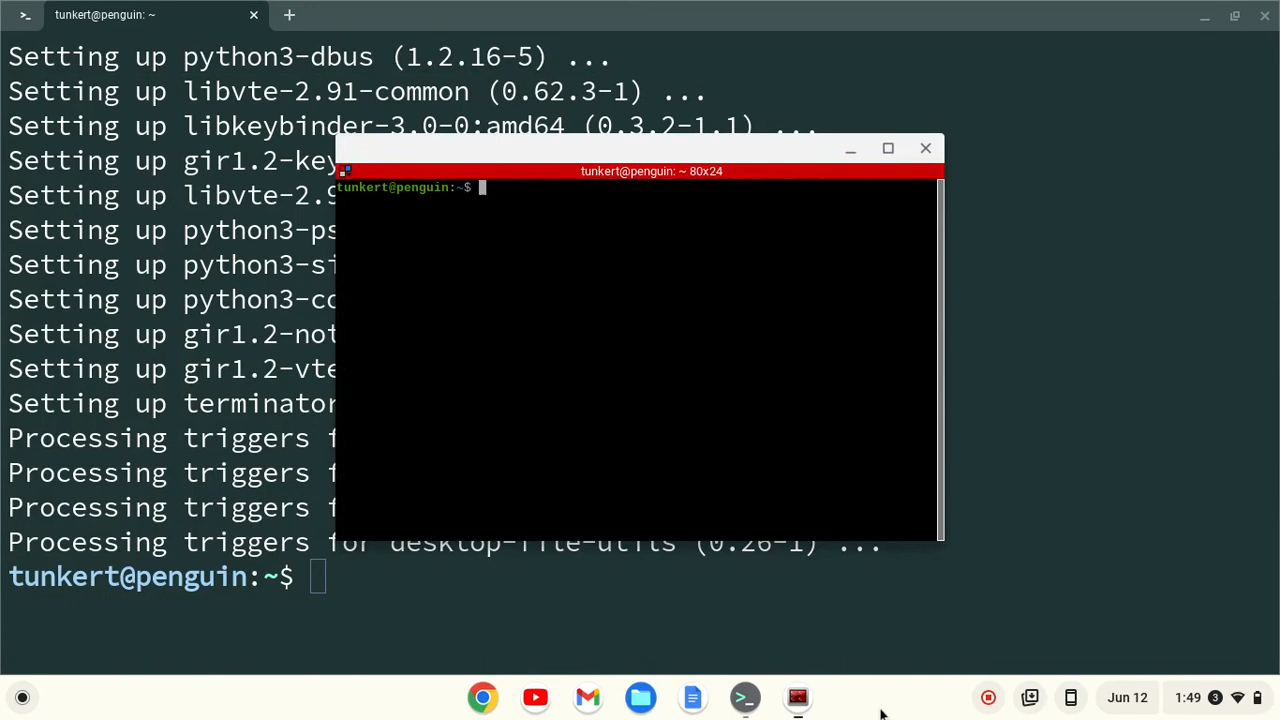 tunkert@penguin: ~
Setting up python3-dbus (1.2.16-5) ...
Setting up libvte-2.91-common (0.62.3-1) ...
Setting up libkeybinder-3.0-0:amd64 (0.3.2-1.1) ...
Setting up gir1.2-key
Setting up libvte-2.9
Setting up python3-ps
Setting up python3-si
Setting up python3-co
Setting up gir1.2-not
Setting up gir1.2-vte
Setting up terminator
Processing triggers f
Processing triggers f
Processing triggers f
Processing triggers for desktop-file-utils (0.26-1) ...
tunkert@penguin:~$
tunkert@penguin: ~ 80x24
tunkert@penguin:~$
Jun 12
1:49
3